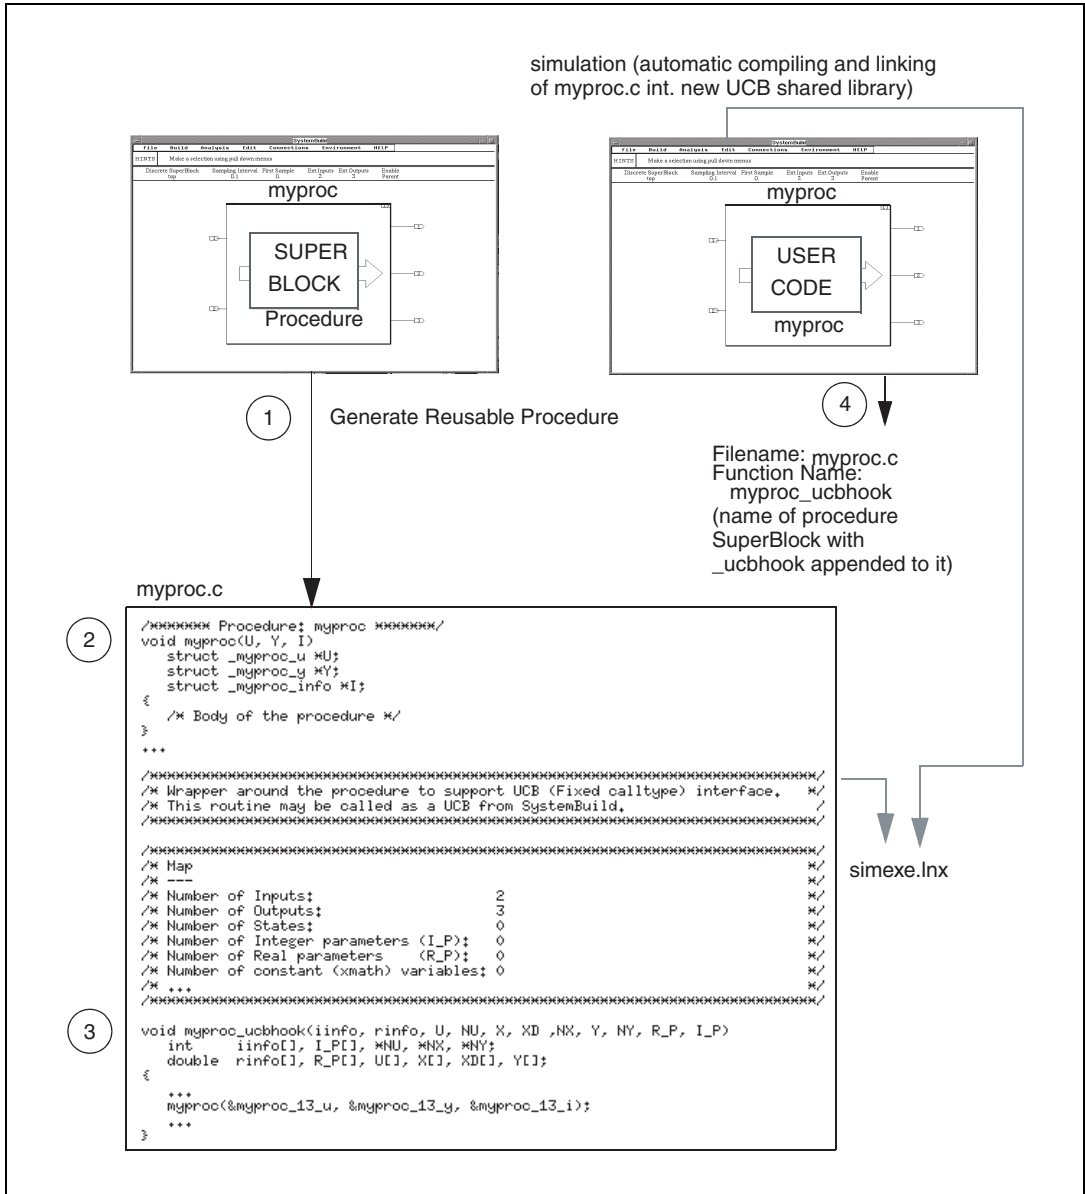 simulation (automatic compiling and linking
of myproc.c int. new UCB shared library)
SystemBuild
File Build Analysis Edit Connections Environment HELP
HINTS Make a selection using pull down menus
Discrete SuperBlock Sampling Interval First Sample Ext.Inputs Ext.Outputs Enable
top 0.1 0. 2 3 Parent
myproc
SUPER
BLOCK
Procedure
SystemBuild
File Build Analysis Edit Connections Environment HELP
HINTS Make a selection using pull down menus
Discrete SuperBlock Sampling Interval First Sample Ext.Inputs Ext.Outputs Enable
top 0.1 0. 2 3 Parent
myproc
USER
CODE
myproc
1
Generate Reusable Procedure
4
Filename: myproc.c
Function Name:
myproc_ucbhook
(name of procedure
SuperBlock with
_ucbhook appended to it)
myproc.c
2
/******* Procedure: myproc *******/
void myproc(U, Y, I)
struct _myproc_u *U;
struct _myproc_y *Y;
struct _myproc_info *I;
{
/* Body of the procedure */
}
...
/*****************************************************************************/
/* Wrapper around the procedure to support UCB (Fixed calltype) interface. */
/* This routine may be called as a UCB from SystemBuild. /
/*****************************************************************************/
/*****************************************************************************/
/* Map */
/* --- */
/* Number of Inputs: 2 */
/* Number of Outputs: 3 */
/* Number of States: 0 */
/* Number of Integer parameters (I_P): 0 */
/* Number of Real parameters (R_P): 0 */
/* Number of constant (xmath) variables: 0 */
/* ... */
/*****************************************************************************/
3
void myproc_ucbhook(iinfo, rinfo, U, NU, X, XD ,NX, Y, NY, R_P, I_P)
int iinfo[], I_P[], *NU, *NX, *NY;
double rinfo[], R_P[], U[], X[], XD[], Y[];
{
...
myproc(&myproc_13_u, &myproc_13_y, &myproc_13_i);
...
}
simexe.lnx